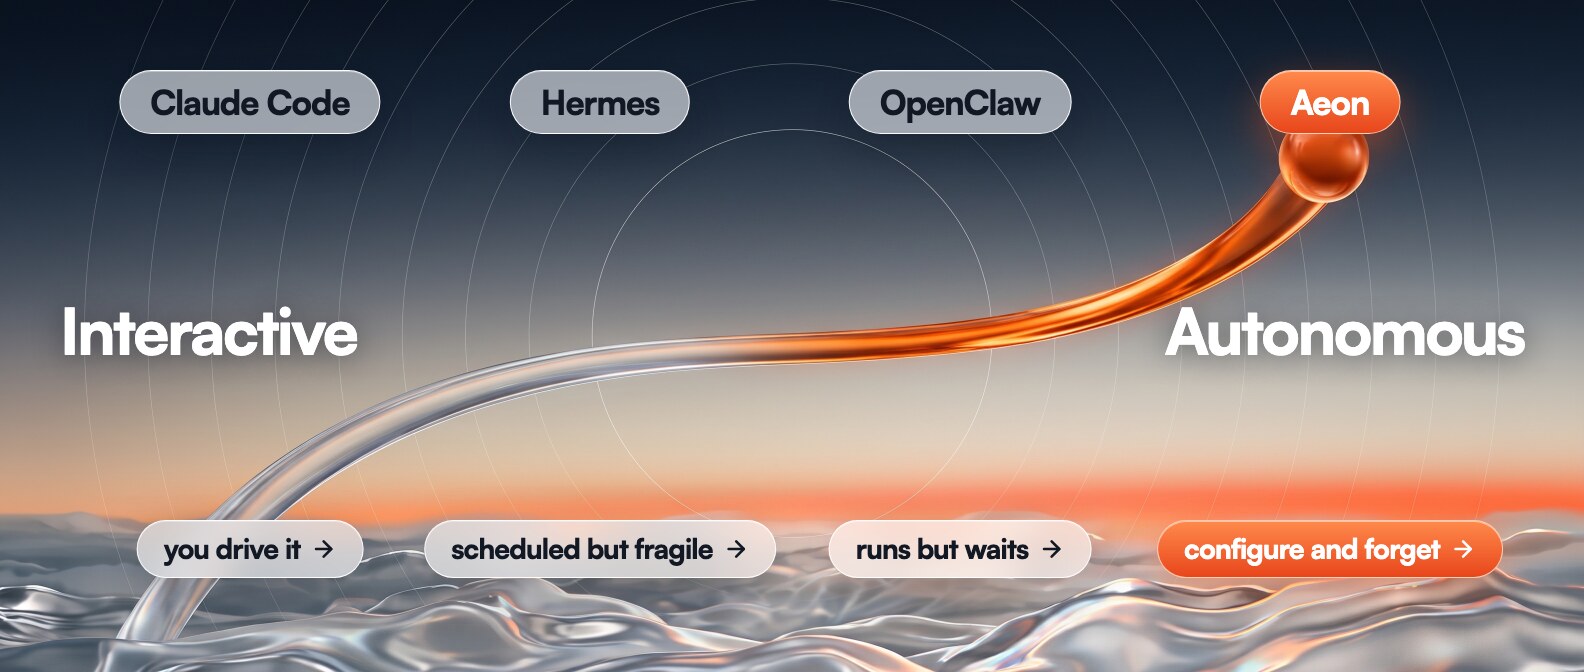 Claude Code
Hermes
OpenClaw
Aeon
Interactive
Autonomous
you drive it →
scheduled but fragile →
runs but waits →
configure and forget →